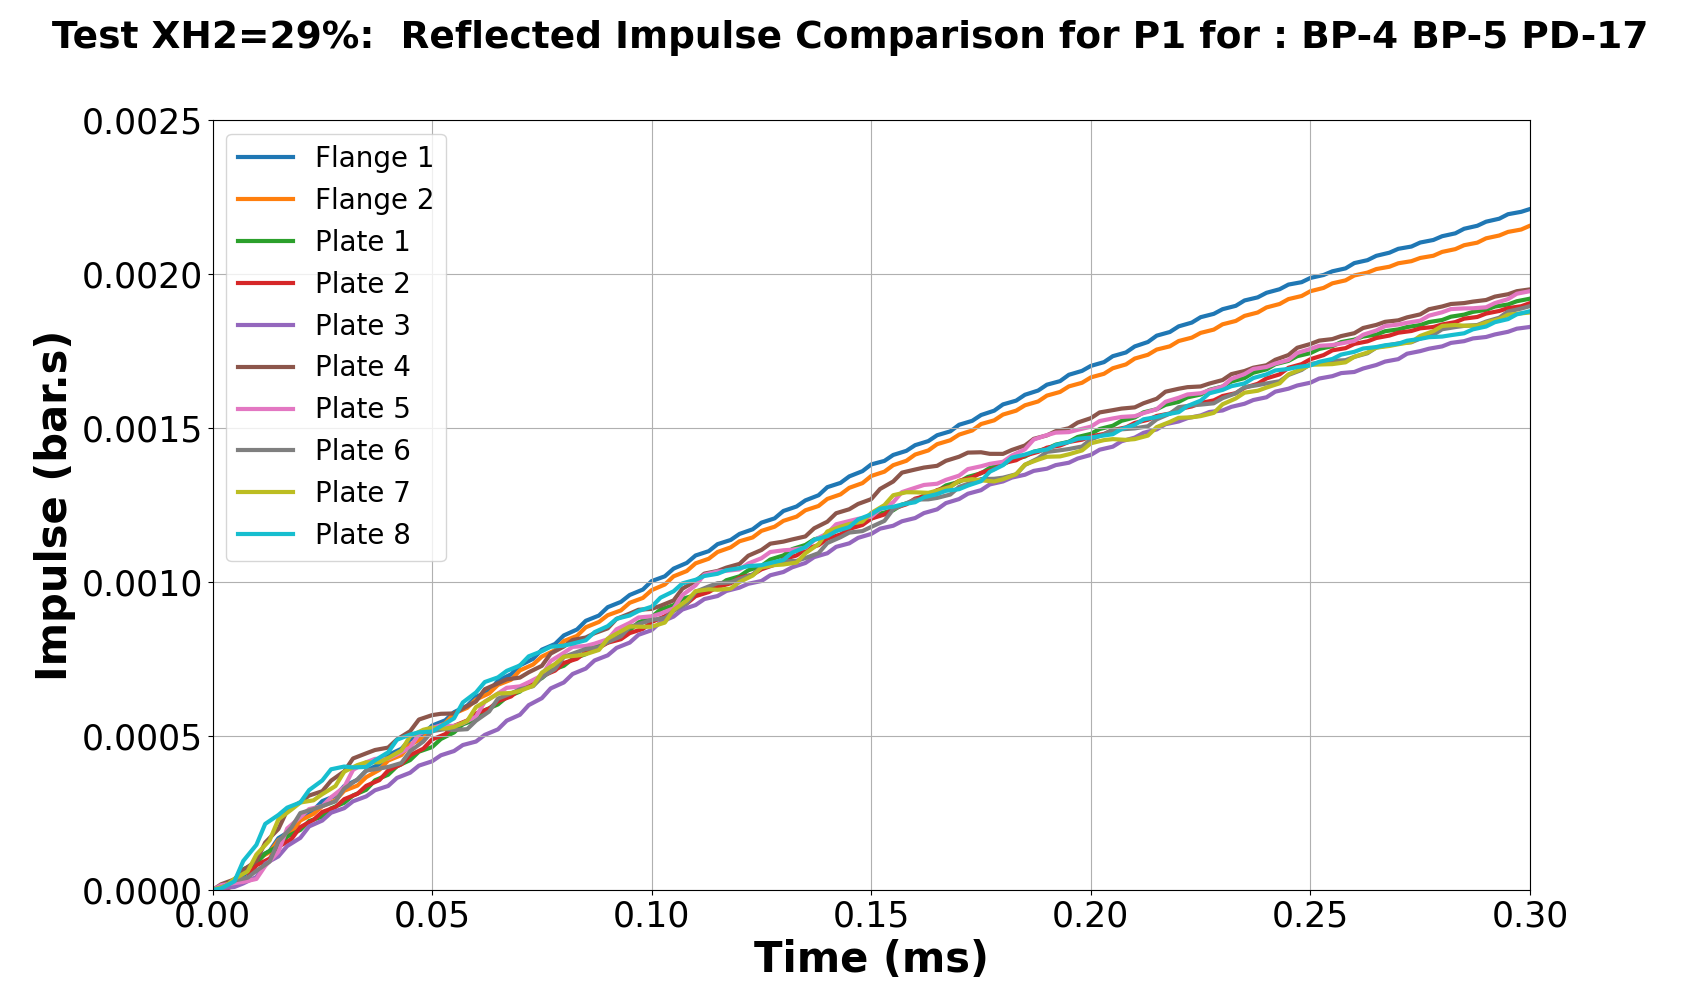 Test XH2=29%:  Reflected Impulse Comparison for P1 for : BP-4 BP-5 PD-17
0.0025
0.0020
0.0015
0.0010
0.0005
0.0000
Impulse (bar.s)
Flange 1
Flange 2
Plate 1
Plate 2
Plate 3
Plate 4
Plate 5
Plate 6
Plate 7
Plate 8
0.00 0.05 0.10 0.15 0.20 0.25 0.30
Time (ms)